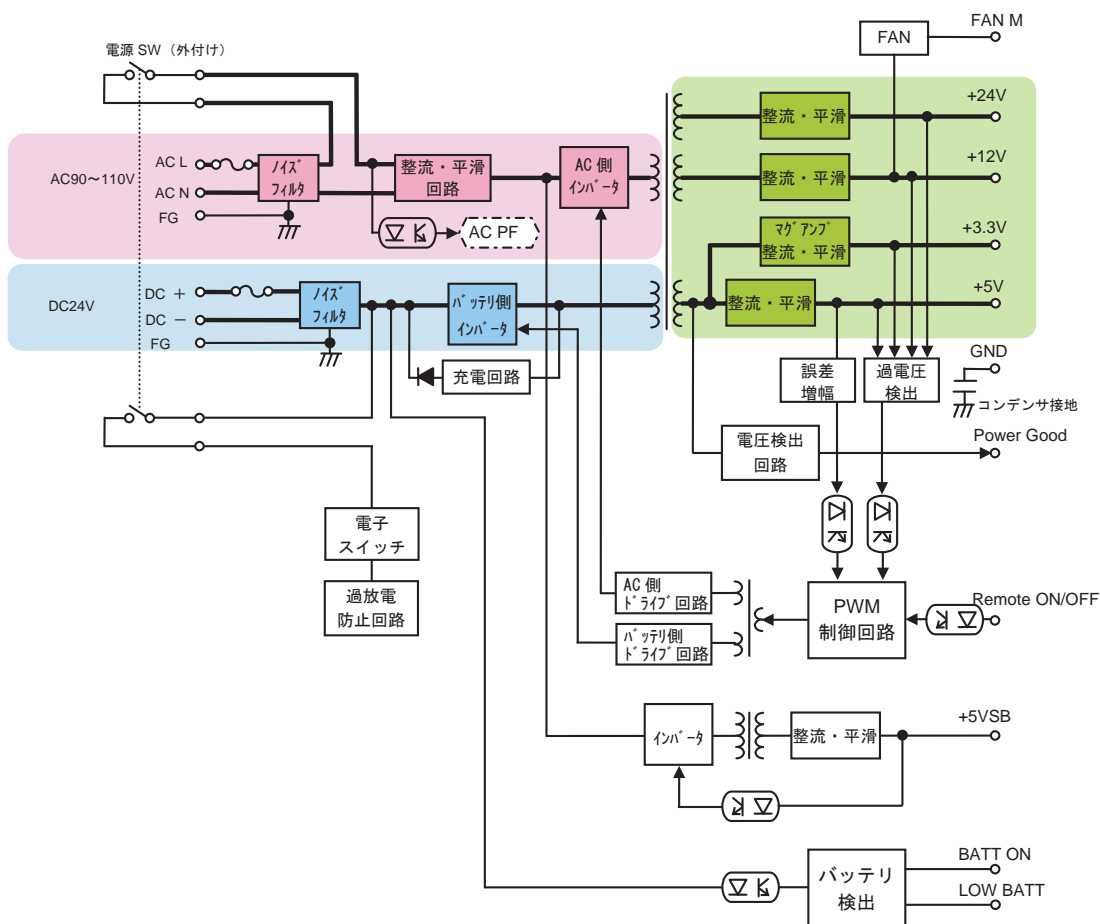 FAN M
FAN
電源 SW（外付け）
+24V
整流・平滑
AC90～110V
AC L
AC N
FG
ﾉｲｽﾞ
ﾌｨﾙﾀ
整流・平滑
回路
AC 側
ｲﾝﾊﾞｰﾀ
+12V
整流・平滑
AC PF
ﾏｸﾞｱﾝﾌﾟ
整流・平滑
+3.3V
DC24V
DC ＋
DC －
FG
ﾉｲｽﾞ
ﾌｨﾙﾀ
ﾊﾞｯﾃﾘ側
ｲﾝﾊﾞｰﾀ
整流・平滑
+5V
充電回路
誤差
増幅
過電圧
検出
GND
コンデンサ接地
電圧検出
回路
Power Good
電子
スイッチ
過放電
防止回路
AC 側
ﾄﾞﾗｲﾌﾞ回路
ﾊﾞｯﾃﾘ側
ﾄﾞﾗｲﾌﾞ回路
PWM
制御回路
Remote ON/OFF
ｲﾝﾊﾞｰﾀ
整流・平滑
+5VSB
バッテリ
検出
BATT ON
LOW BATT